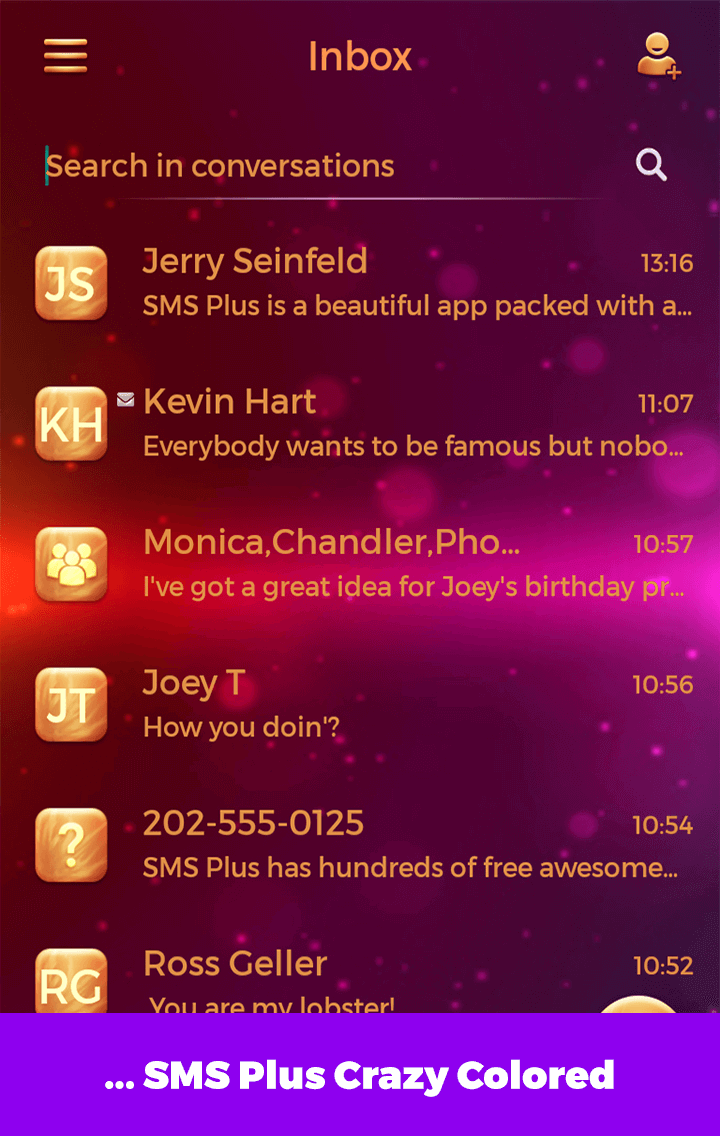 Inbox
Search in conversations
JS
Jerry Seinfeld
13:16
SMS Plus is a beautiful app packed with a...
KH
Kevin Hart
11:07
Everybody wants to be famous but nobo...
Monica,Chandler,Pho...
10:57
I've got a great idea for Joey's birthday pr...
JT
Joey T
10:56
How you doin'?
?
202-555-0125
10:54
SMS Plus has hundreds of free awesome...
RG
Ross Geller
10:52
You are my lobster!
... SMS Plus Crazy Colored